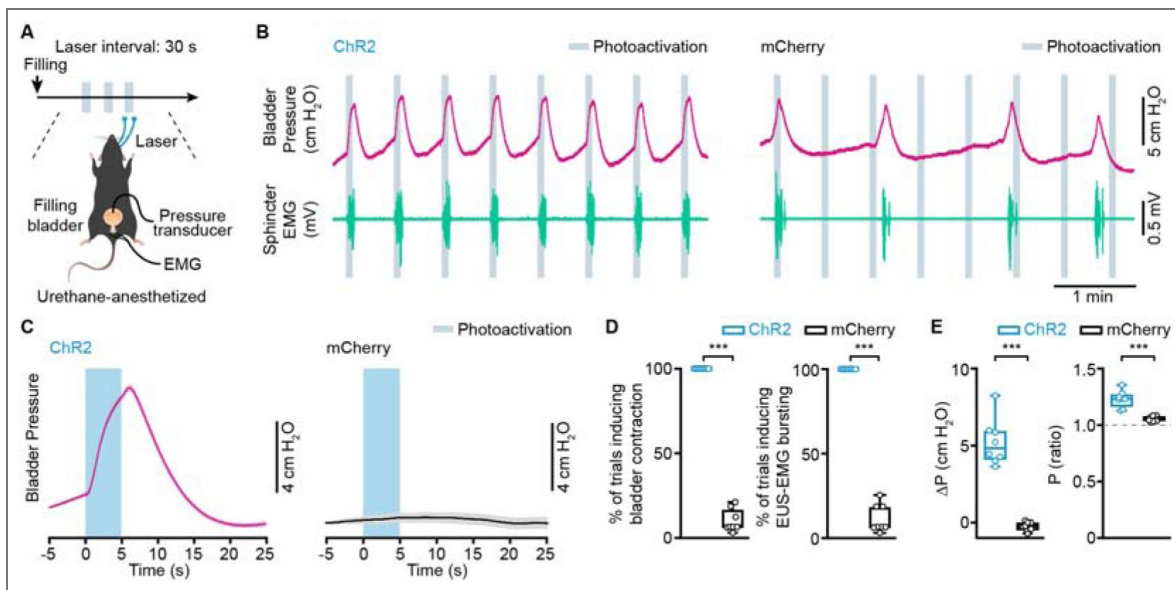 A
Laser interval: 30 s
Filling
Laser
Filling
bladder
Pressure
transducer
EMG
Urethane-anesthetized
B
ChR2
Photoactivation
mCherry
Photoactivation
Bladder
Pressure
(cm H2O)
5 cm H2O
Sphincter
EMG
(mV)
0.5 mV
1 min
C
Photoactivation
ChR2
mCherry
Bladder Pressure
4 cm H2O
4 cm H2O
-5 0 5 10 15 20 25
Time (s)
-5 0 5 10 15 20 25
Time (s)
D
ChR2 mCherry
***
% of trials inducing
bladder contraction
100
50
0
***
% of trials inducing
EUS-EMG bursting
100
50
0
E
ChR2 mCherry
***
ΔP (cm H2O)
10
5
0
***
P (ratio)
1.5
1.0
0